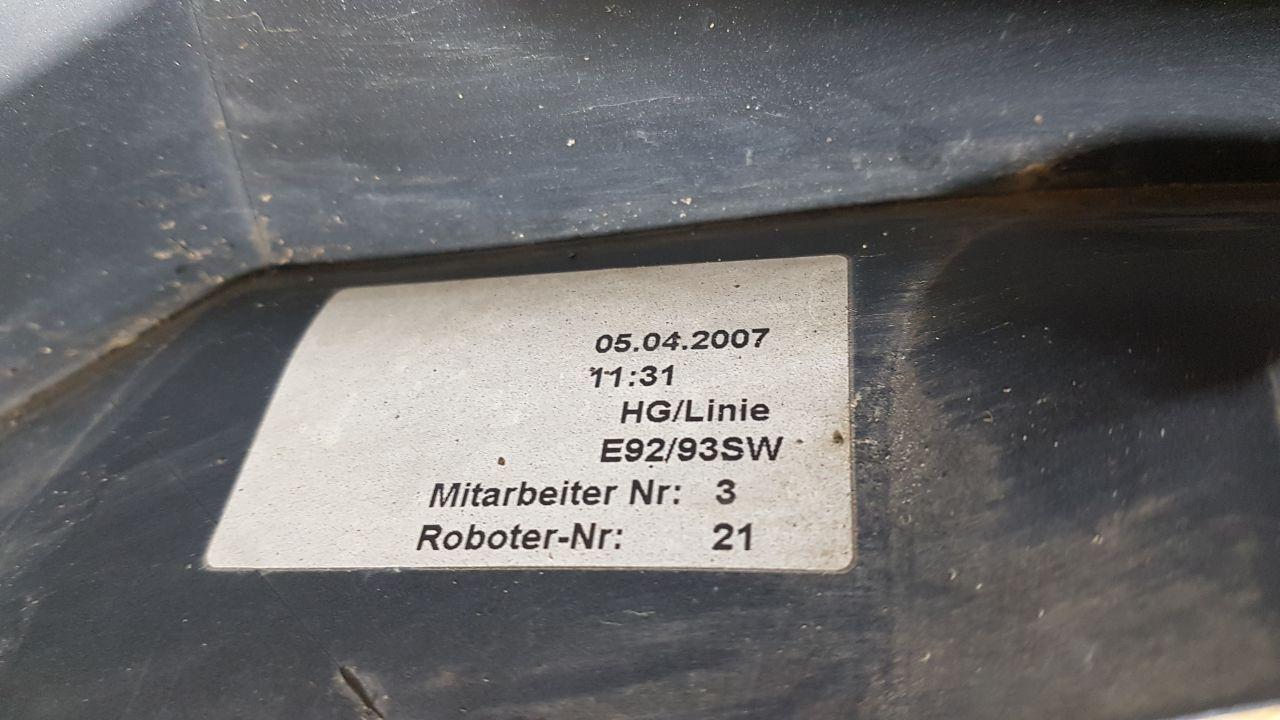 05.04.2007
11:31
HG/Linie
E92/93SW
Mitarbeiter Nr: 3
Roboter-Nr: 21